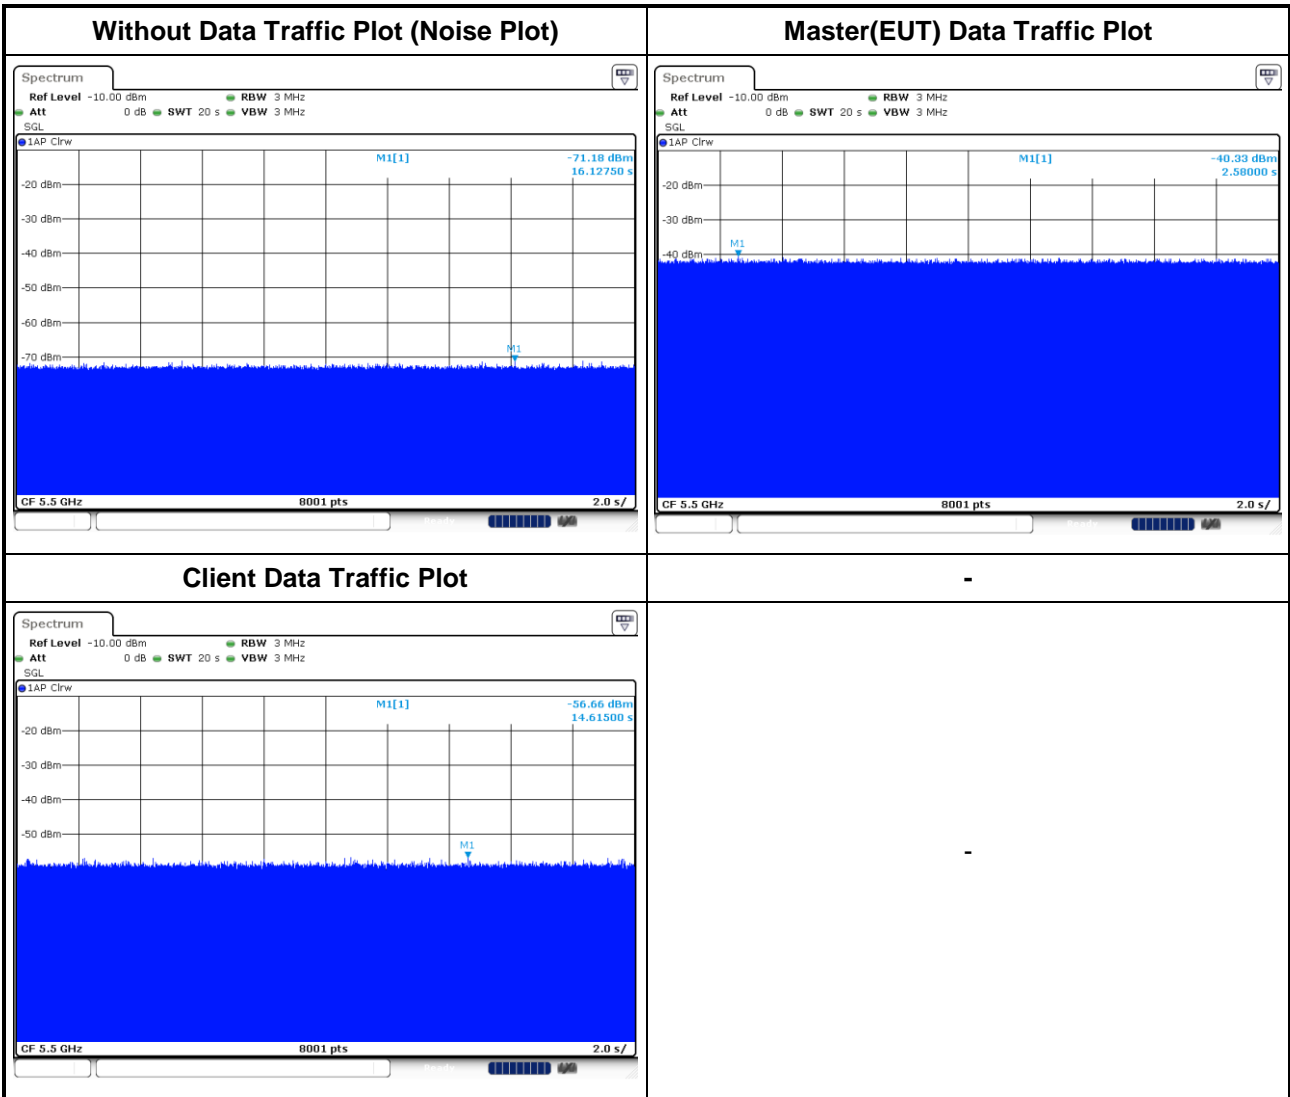 Without Data Traffic Plot (Noise Plot)
Master(EUT) Data Traffic Plot
Spectrum
Ref Level -10.00 dBm RBW 3 MHz
Att 0 dB SWT 20 s VBW 3 MHz
SGL
1AP Clrw
M1[1] -71.18 dBm
16.12750 s
-20 dBm
-30 dBm
-40 dBm
-50 dBm
-60 dBm
M1
-70 dBm
CF 5.5 GHz 8001 pts 2.0 s/
Ready
Spectrum
Ref Level -10.00 dBm RBW 3 MHz
Att 0 dB SWT 20 s VBW 3 MHz
SGL
1AP Clrw
M1[1] -40.33 dBm
2.58000 s
-20 dBm
-30 dBm
M1
-40 dBm
CF 5.5 GHz 8001 pts 2.0 s/
Ready
Client Data Traffic Plot
-
Spectrum
Ref Level -10.00 dBm RBW 3 MHz
Att 0 dB SWT 20 s VBW 3 MHz
SGL
1AP Clrw
M1[1] -56.66 dBm
14.61500 s
-20 dBm
-30 dBm
-40 dBm
-50 dBm
M1
CF 5.5 GHz 8001 pts 2.0 s/
Ready
-